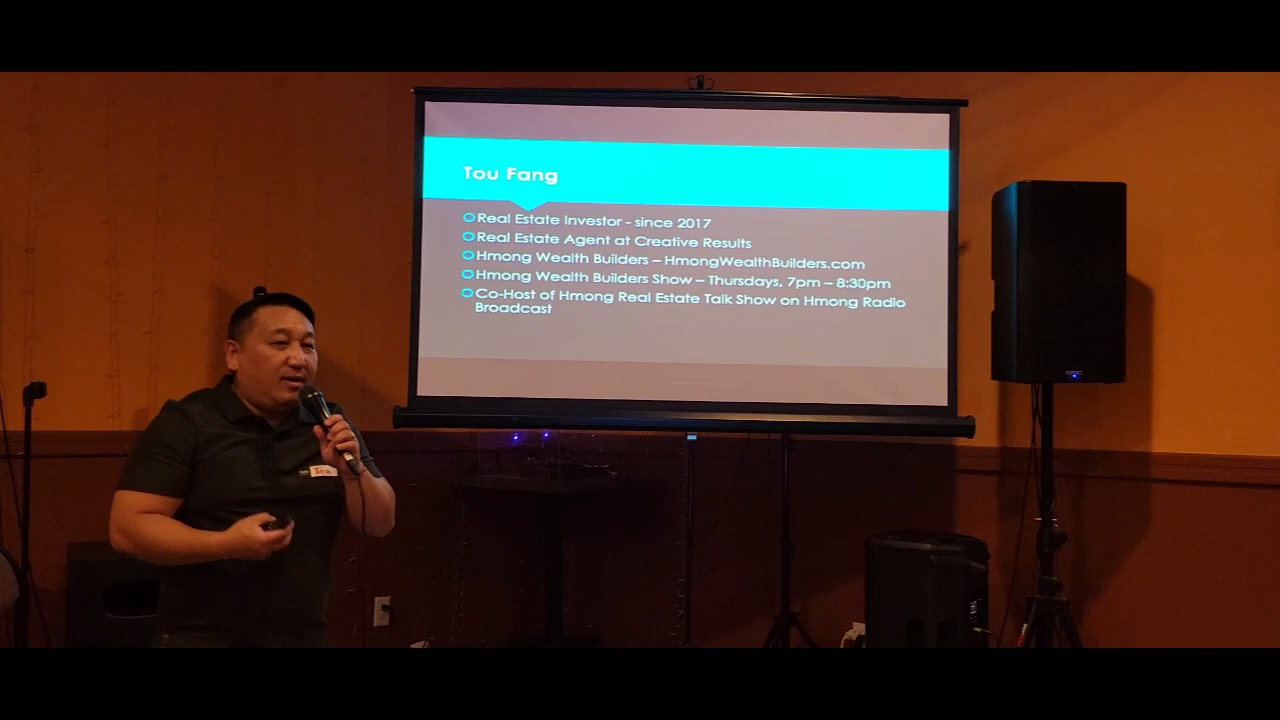 Tou Fang
Real Estate Investor - since 2017
Real Estate Agent at Creative Results
Hmong Wealth Builders – HmongWealthBuilders.com
Hmong Wealth Builders Show – Thursdays, 7pm – 8:30pm
Co-Host of Hmong Real Estate Talk Show on Hmong Radio
Broadcast
QSC